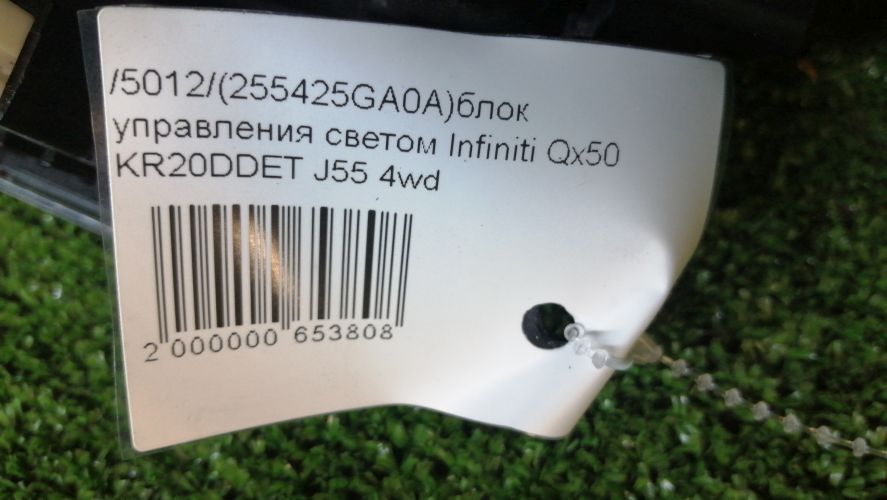 /5012/(255425GA0A)блок
управления светом Infiniti Qx50
KR20DDET J55 4wd
2 000000 653808